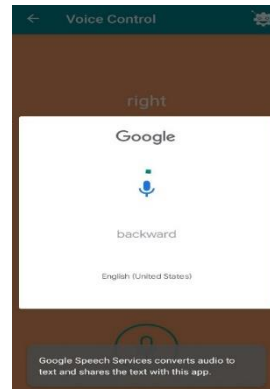 Voice Control
right
Google
backward
English (United States)
Google Speech Services converts audio to
text and shares the text with this app.